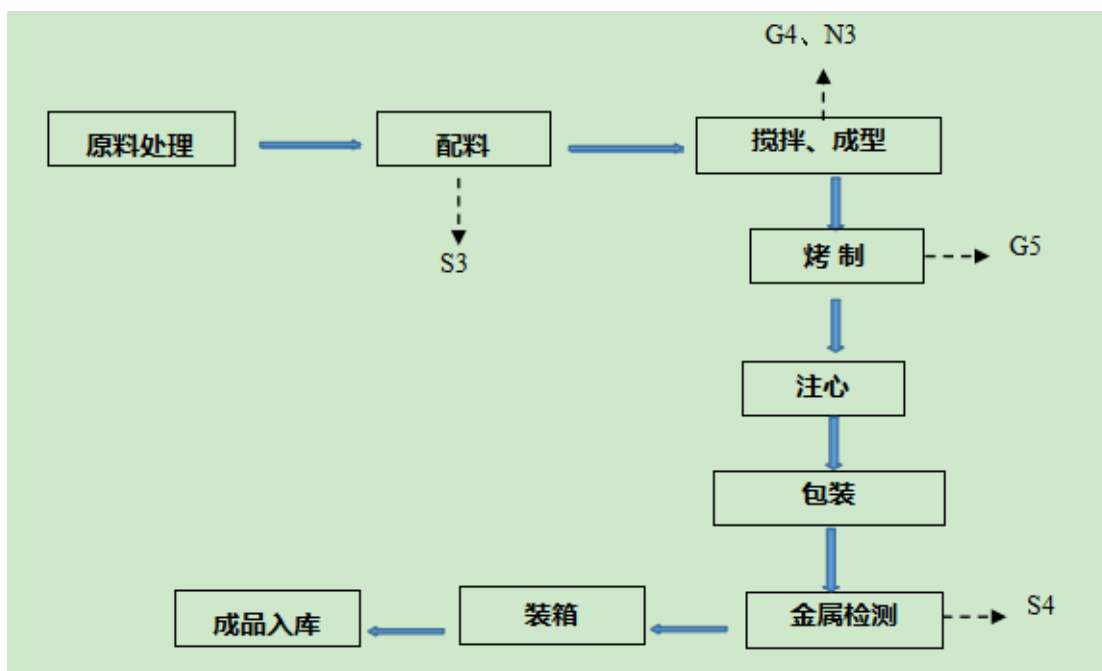 G4、N3
原料处理
配料
搅拌、成型
S3
烤 制
G5
注心
包装
金属检测
S4
装箱
成品入库